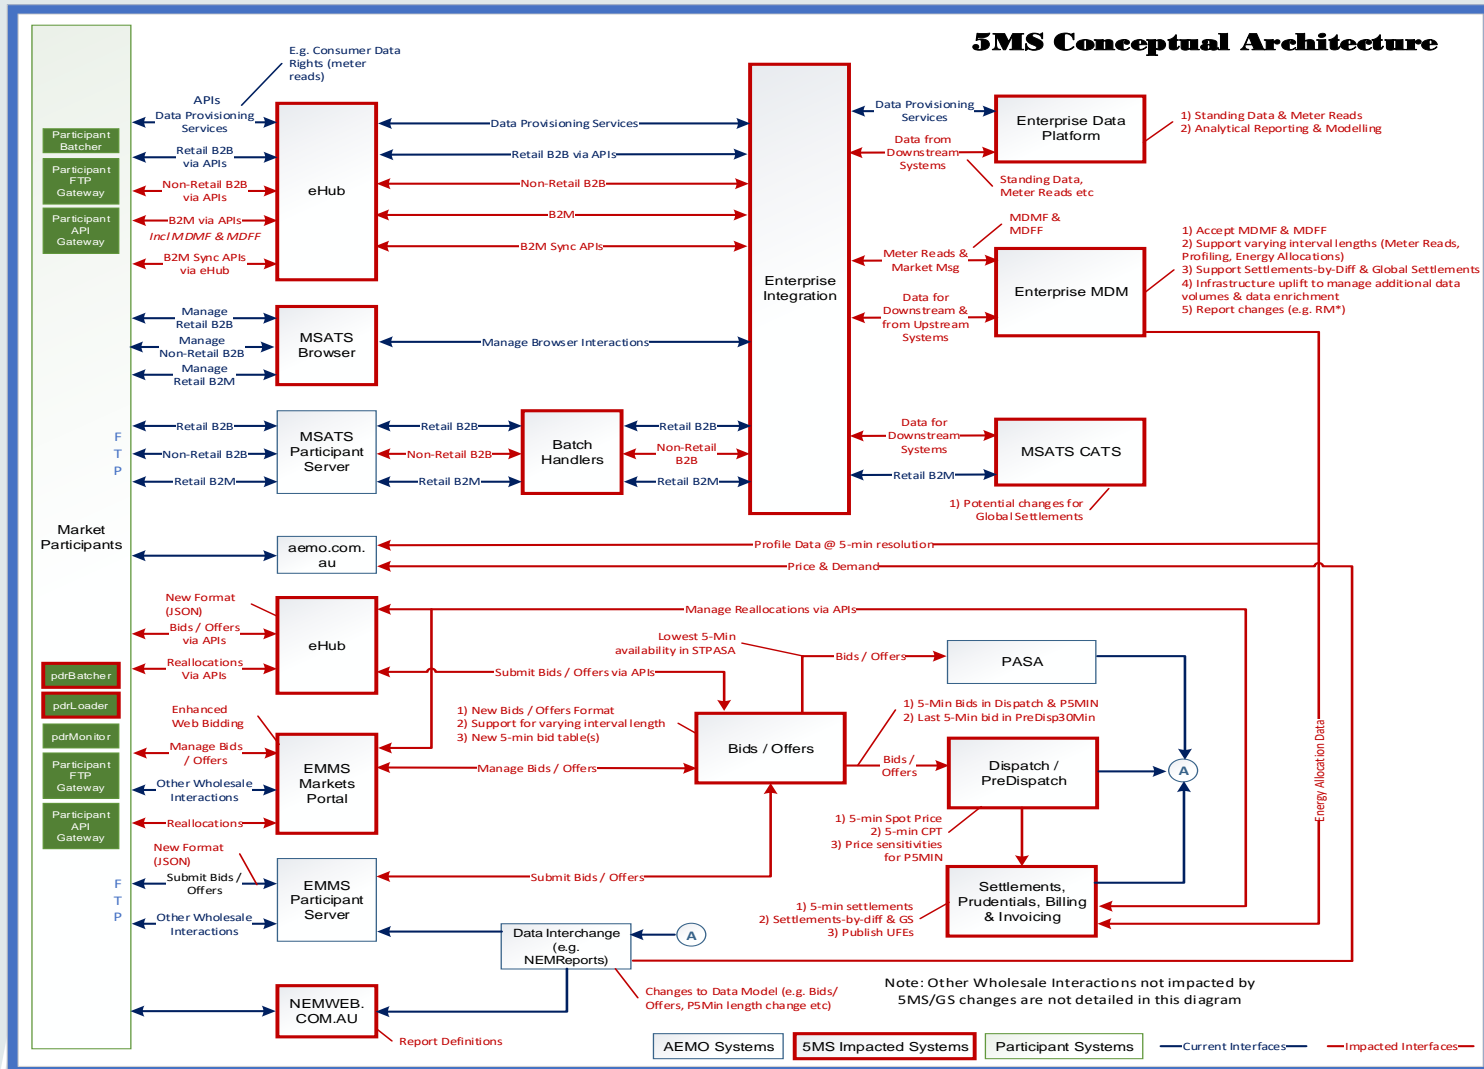 5MS Conceptual Architecture
E.g. Consumer Data
Rights (meter
reads)
APIs
Data Provisioning
Services
Retail B2B
via APIs
Non-Retail B2B
via APIs
B2M via APIs
Incl MDMF & MDFF
B2M Sync APIs
via eHub
Participant
Batcher
Participant
FTP
Gateway
Participant
API
Gateway
eHub
Data Provisioning Services
Retail B2B via APIs
Non-Retail B2B
B2M
B2M Sync APIs
Enterprise
Integration
Data Provisioning
Services
Data from
Downstream
Systems
Standing Data,
Meter Reads etc
Enterprise Data
Platform
1) Standing Data & Meter Reads
2) Analytical Reporting & Modelling
MDMF &
MDFF
Meter Reads &
Market Msg
Data for
Downstream &
from Upstream
Systems
Enterprise MDM
1) Accept MDMF & MDFF
2) Support varying interval lengths (Meter Reads,
Profiling, Energy Allocations)
3) Support Settlements-by-Diff & Global Settlements
4) Infrastructure uplift to manage additional data
volumes & data enrichment
5) Report changes (e.g. RM*)
Manage
Retail B2B
Manage
Non-Retail B2B
Manage
Retail B2M
MSATS
Browser
Manage Browser Interactions
F
T
P
Retail B2B
Non-Retail B2B
Retail B2M
MSATS
Participant
Server
Retail B2B
Non-Retail B2B
Retail B2M
Batch
Handlers
Retail B2B
Non-Retail
B2B
Retail B2M
Data for
Downstream
Systems
Retail B2M
MSATS CATS
1) Potential changes for
Global Settlements
Market
Participants
aemo.com.
au
Profile Data @ 5-min resolution
Price & Demand
New Format
(JSON)
Bids / Offers
via APIs
Reallocations
Via APIs
eHub
Manage Reallocations via APIs
Submit Bids / Offers via APIs
Lowest 5-Min
availability in STPASA
Bids / Offers
PASA
pdrBatcher
pdrLoader
pdrMonitor
Participant
FTP
Gateway
Participant
API
Gateway
Enhanced
Web Bidding
Manage Bids
/ Offers
Other Wholesale
Interactions
Reallocations
EMMS
Markets
Portal
1) New Bids / Offers Format
2) Support for varying interval length
3) New 5-min bid table(s)
Manage Bids / Offers
Bids / Offers
1) 5-Min Bids in Dispatch & P5MIN
2) Last 5-Min bid in PreDisp30Min
Bids /
Offers
Dispatch /
PreDispatch
A
Energy Allocation Data
1) 5-min Spot Price
2) 5-min CPT
3) Price sensitivities
for P5MIN
New Format
(JSON)
F
T
P
Submit Bids /
Offers
Other Wholesale
Interactions
EMMS
Participant
Server
Submit Bids / Offers
1) 5-min settlements
2) Settlements-by-diff & GS
3) Publish UFEs
Settlements,
Prudentials, Billing
& Invoicing
Data Interchange
(e.g.
NEMReports)
A
Changes to Data Model (e.g. Bids/
Offers, P5Min length change etc)
NEMWEB.
COM.AU
Report Definitions
Note: Other Wholesale Interactions not impacted by
5MS/GS changes are not detailed in this diagram
AEMO Systems
5MS Impacted Systems
Participant Systems
Current Interfaces
Impacted Interfaces